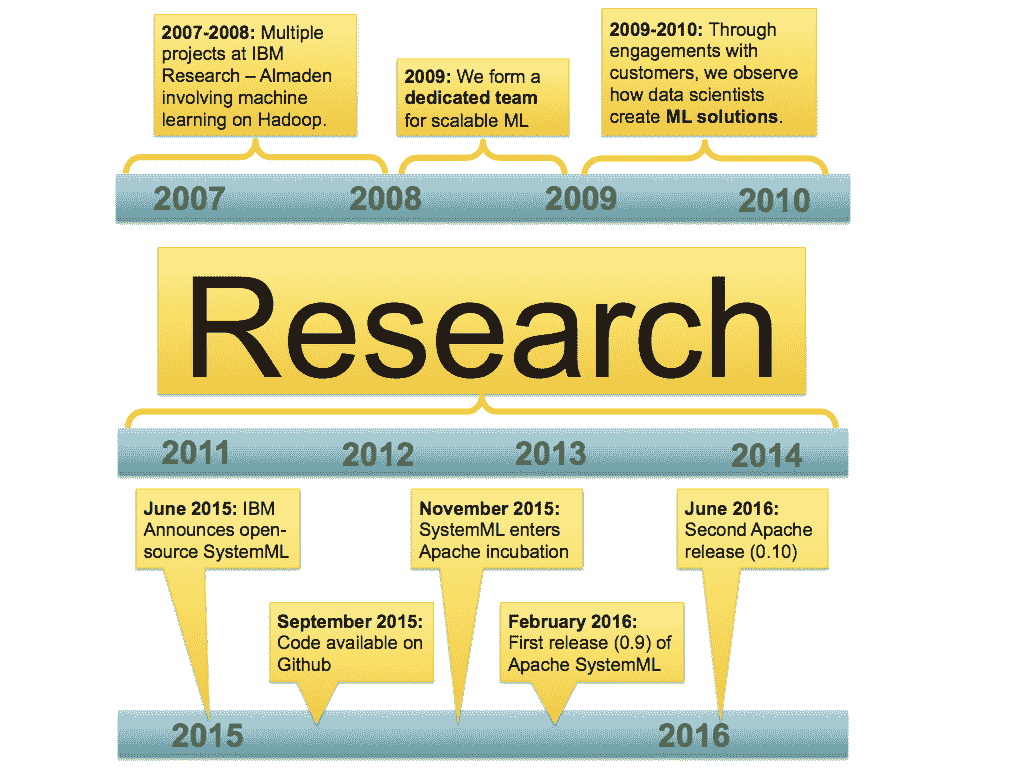 2007-2008: Multiple
projects at IBM
Research – Almaden
involving machine
learning on Hadoop.
2009: We form a
dedicated team
for scalable ML
2009-2010: Through
engagements with
customers, we observe
how data scientists
create ML solutions.
2007 2008 2009 2010
Research
2011 2012 2013 2014
June 2015: IBM
Announces open-
source SystemML
November 2015:
SystemML enters
Apache incubation
June 2016:
Second Apache
release (0.10)
September 2015:
Code available on
Github
February 2016:
First release (0.9) of
Apache SystemML
2015 2016